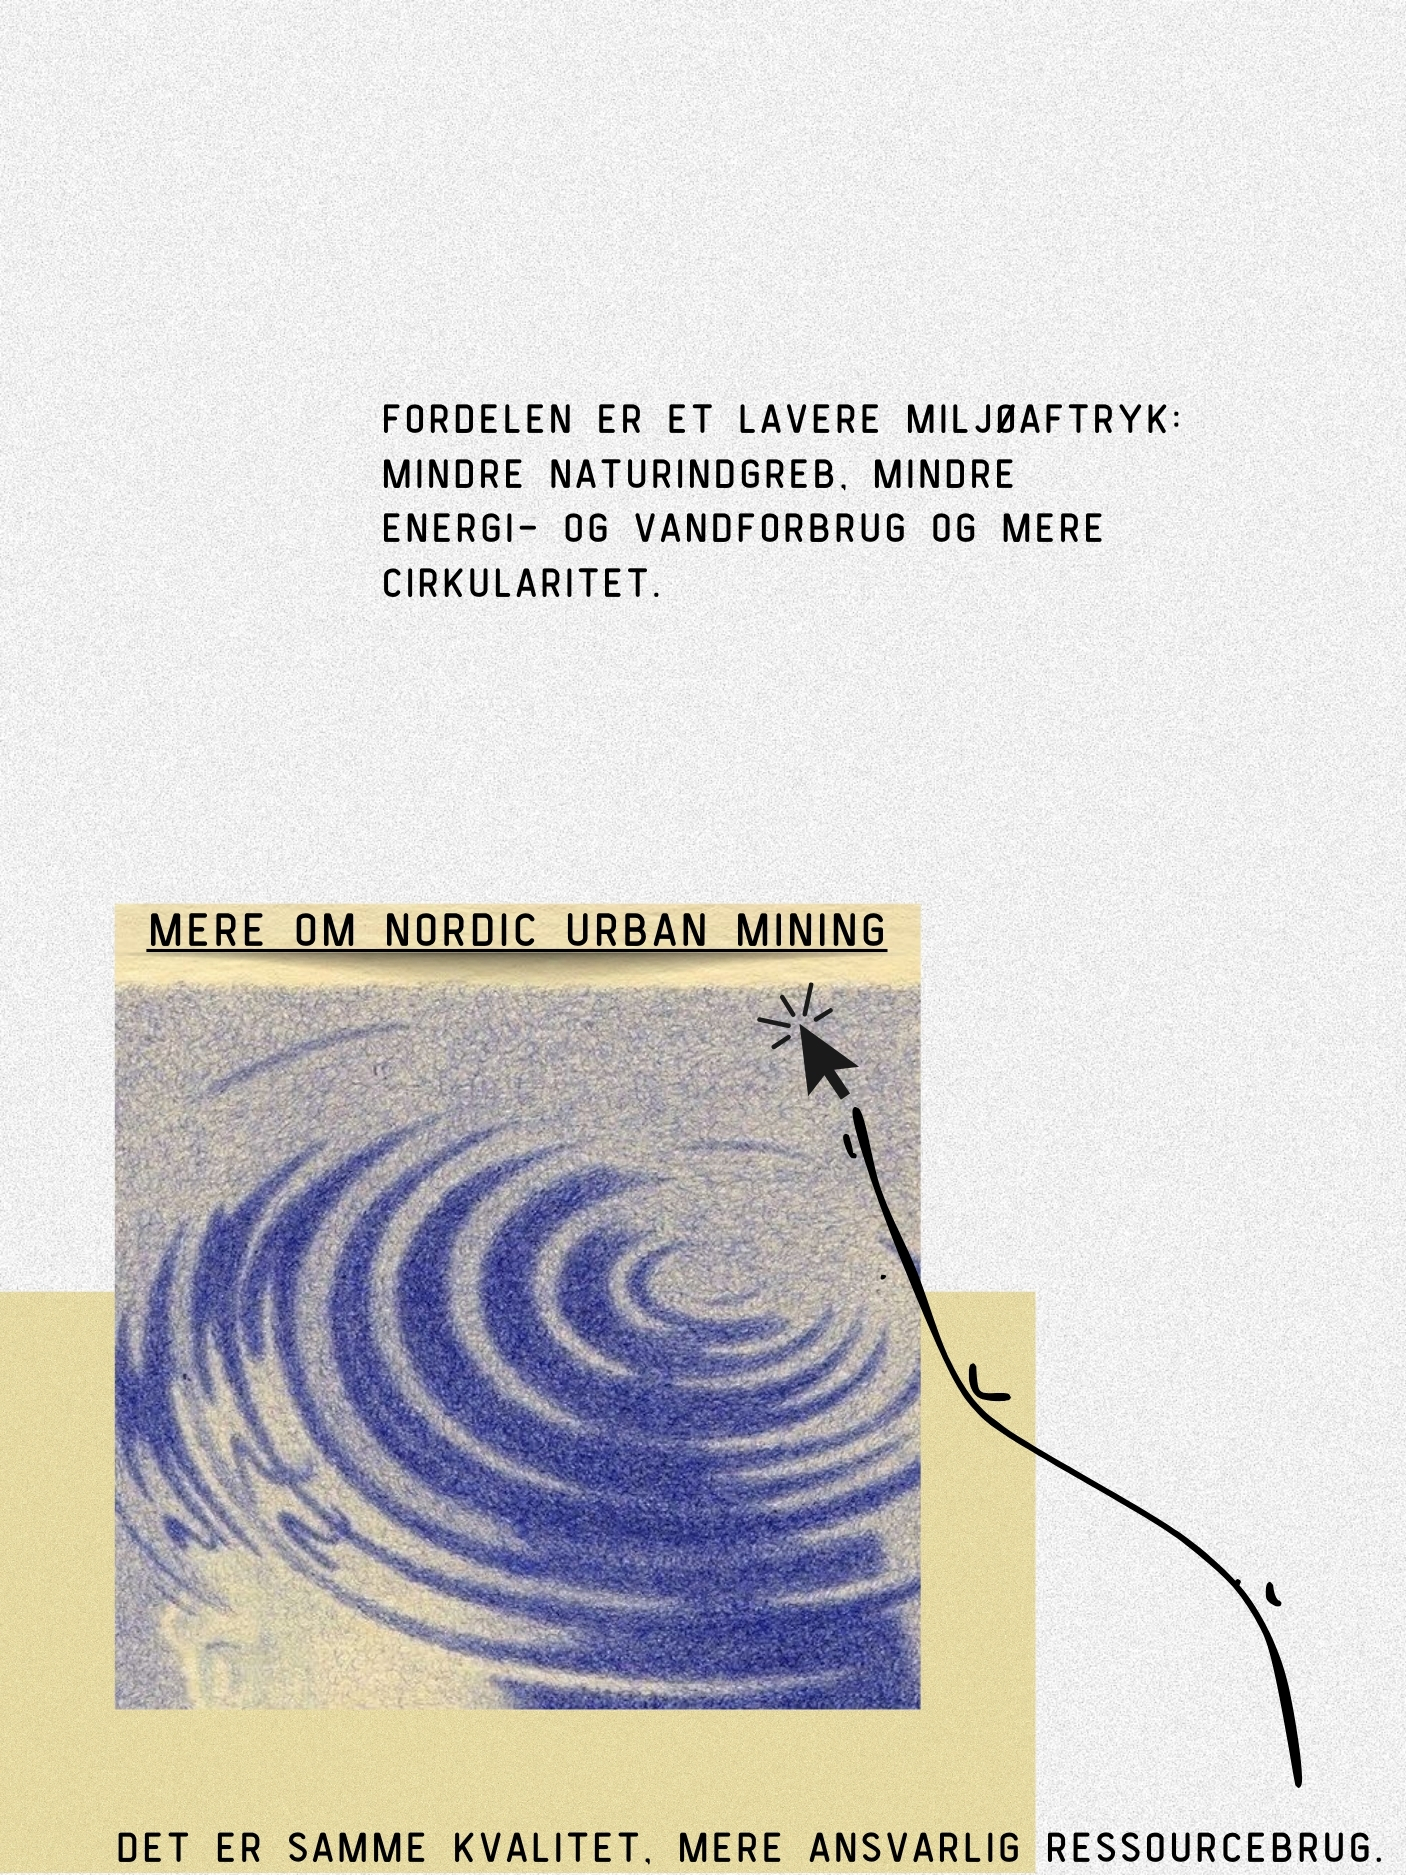 FORDELEN ER ET LAVERE MILJØAFTRYK:
MINDRE NATURINDGREB, MINDRE
ENERGI- OG VANDFORBRUG OG MERE
CIRKULARITET.
MERE OM NORDIC URBAN MINING
DET ER SAMME KVALITET, MERE ANSVARLIG RESSOURCEBRUG.